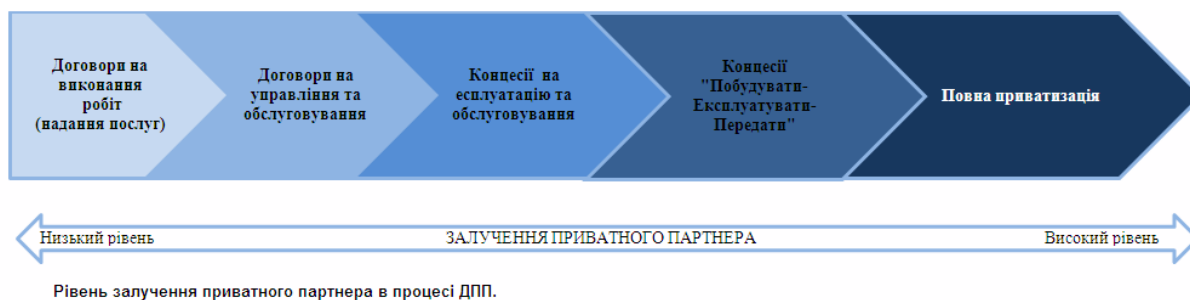 Договори на
виконання
робіт
(надання послуг)
Договори на
управління та
обслуговування
Концесії на
есплуатацію та
обслуговування
Концесії
"Побудувати-
Експлуатувати-
Передати"
Повна приватизація
Низький рівень
ЗАЛУЧЕННЯ ПРИВАТНОГО ПАРТНЕРА
Високий рівень
Рівень залучення приватного партнера в процесі ДПП.